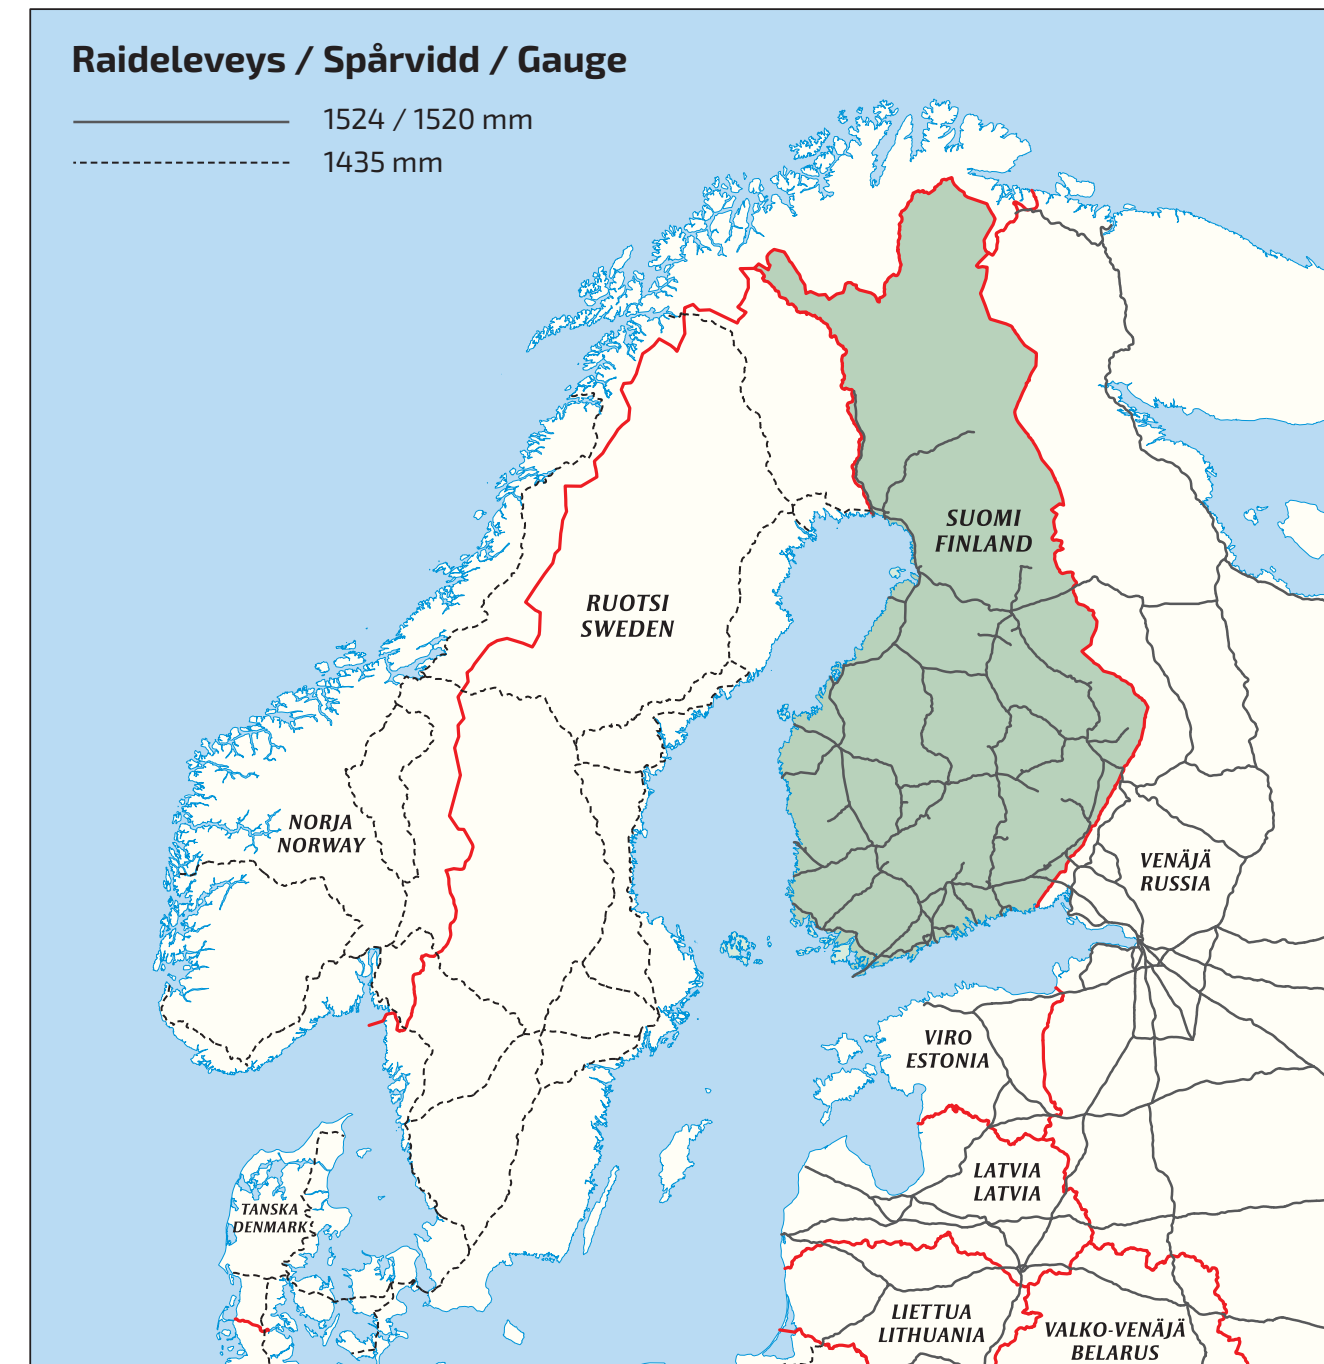 Raideleveys / Spårvidd / Gauge
1524 / 1520 mm
1435 mm
SUOMI
FINLAND
RUOTSI
SWEDEN
NORJA
NORWAY
VENÄJÄ
RUSSIA
VIRO
ESTONIA
LATVIA
LATVIA
TANSKA
DENMARK
LIETTUA
LITHUANIA
VALKO-VENÄJÄ
BELARUS